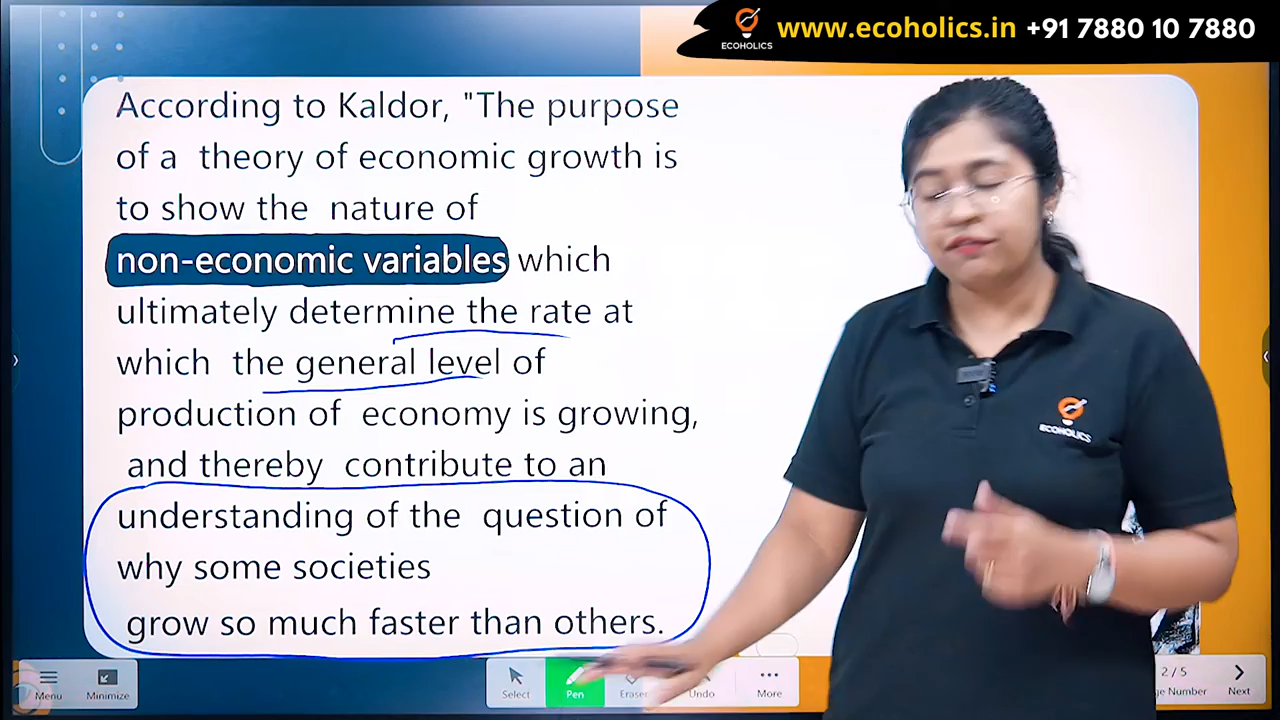 ECOHOLICS
www.ecoholics.in +91 7880 10 7880
According to Kaldor, "The purpose
of a theory of economic growth is
to show the nature of
non-economic variables which
ultimately determine the rate at
which the general level of
production of economy is growing,
and thereby contribute to an
understanding of the question of
why some societies
grow so much faster than others.
ECOHOLICS
Menu
Minimize
Select
Pen
Eraser
Undo
More
2 / 5
Number
Next